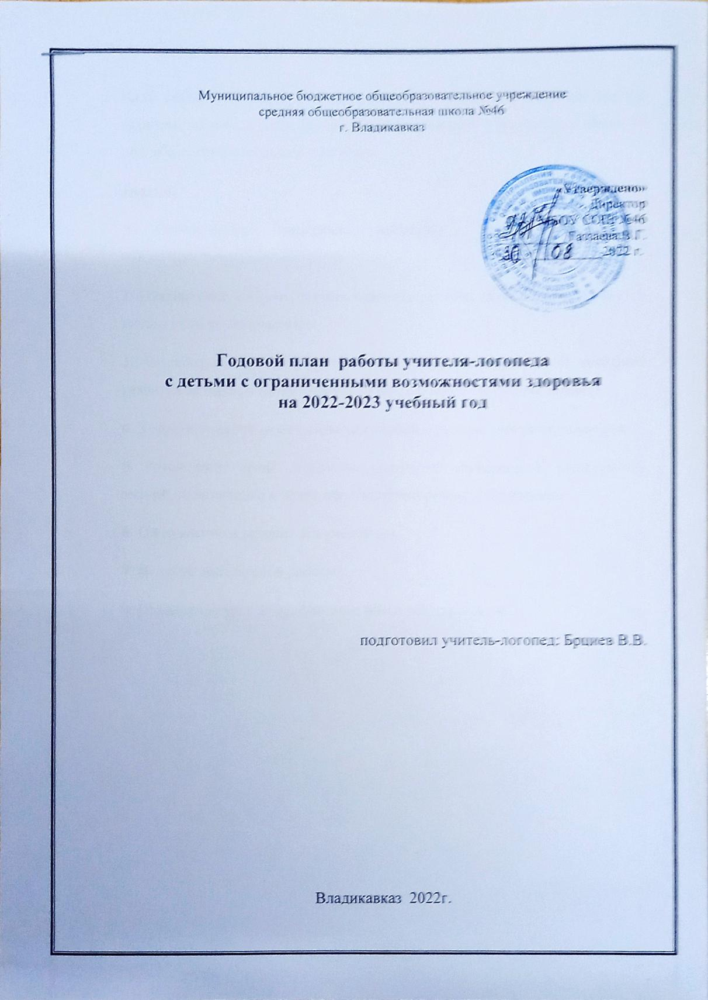 Муниципальное бюджетное общеобразовательное учреждение
средняя общеобразовательная школа №46
г. Владикавказ
«Утверждено»
Директор
МБОУ СОШ №46
В.Г.
30 08 2022 г.
Годовой план работы учителя-логопеда
с детьми с ограниченными возможностями здоровья
на 2022-2023 учебный год
подготовил учитель-логопед: Брциев В.В.
Владикавказ 2022г.